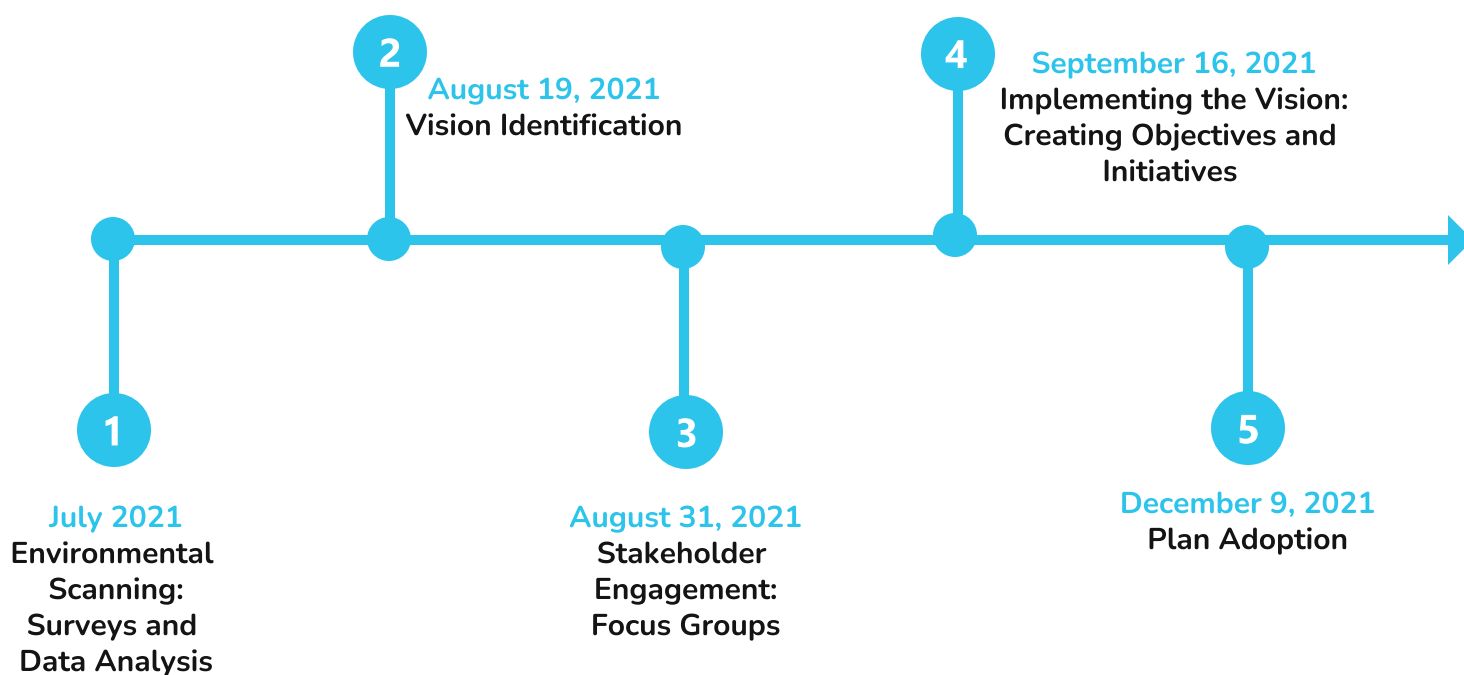 1
July 2021
Environmental
Scanning:
Surveys and
Data Analysis
2
August 19, 2021
Vision Identification
3
August 31, 2021
Stakeholder
Engagement:
Focus Groups
4
September 16, 2021
Implementing the Vision:
Creating Objectives and
Initiatives
5
December 9, 2021
Plan Adoption